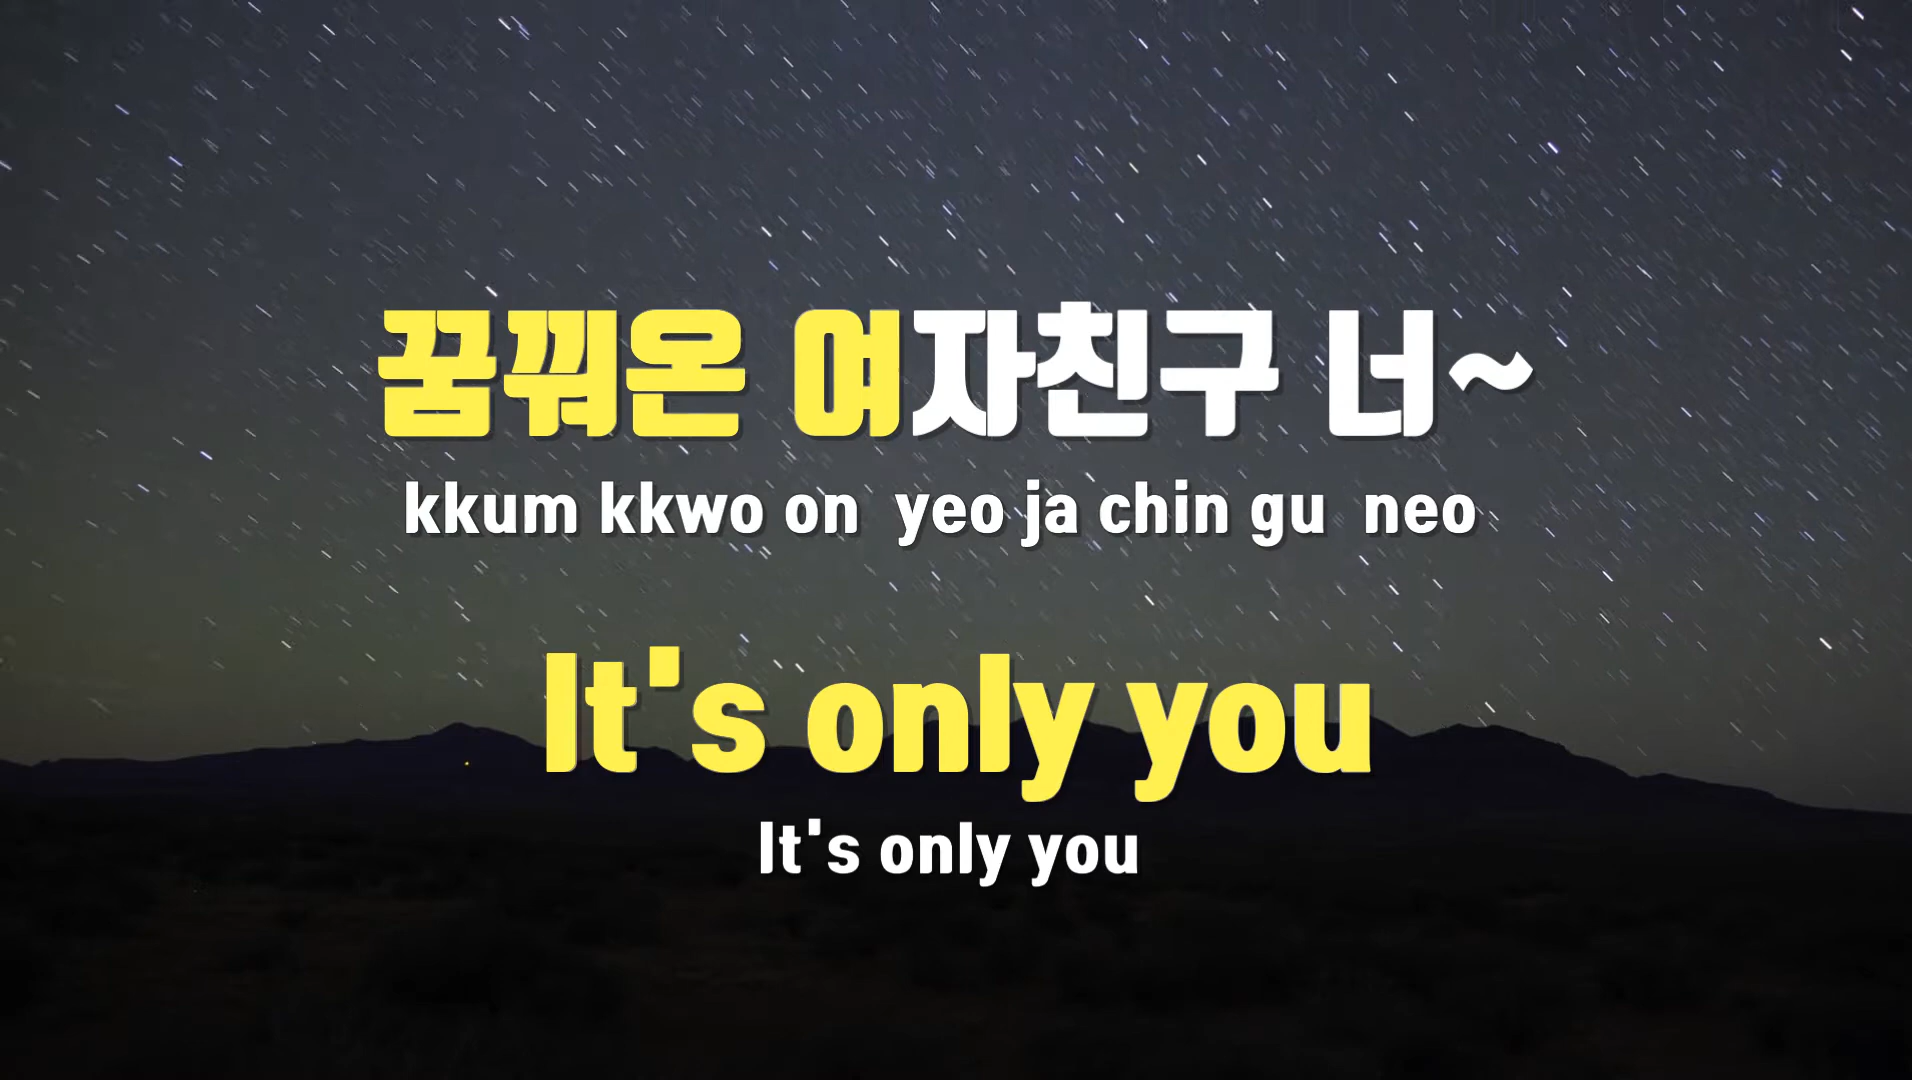 꿈꿔온 여자친구 너~
kkum kkwo on yeo ja chin gu neo
It's only you
It's only you